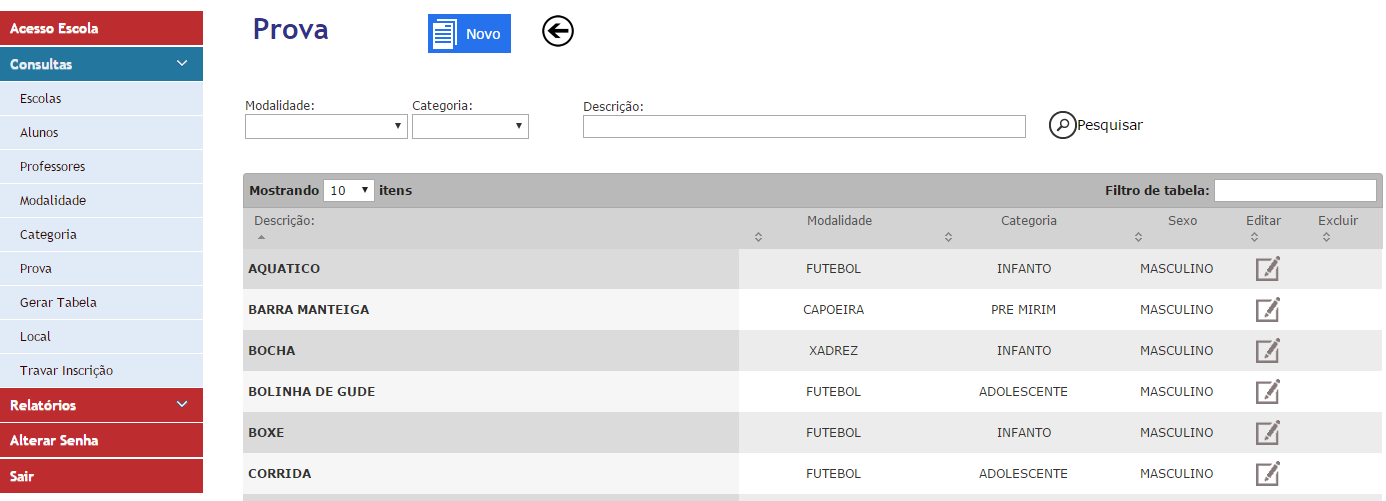 Acesso Escola
Consultas
Escolas
Alunos
Professores
Modalidade
Categoria
Prova
Gerar Tabela
Local
Travar Inscrição
Relatórios
Alterar Senha
Sair
Prova
Novo
Modalidade: Categoria: Descrição:
Pesquisar
Mostrando 10 itens Filtro de tabela:
Descrição: Modalidade Categoria Sexo Editar Excluir
AQUATICO FUTEBOL INFANTO MASCULINO
BARRA MANTEIGA CAPOEIRA PRE MIRIM MASCULINO
BOCHA XADREZ INFANTO MASCULINO
BOLINHA DE GUDE FUTEBOL ADOLESCENTE MASCULINO
BOXE FUTEBOL INFANTO MASCULINO
CORRIDA FUTEBOL ADOLESCENTE MASCULINO